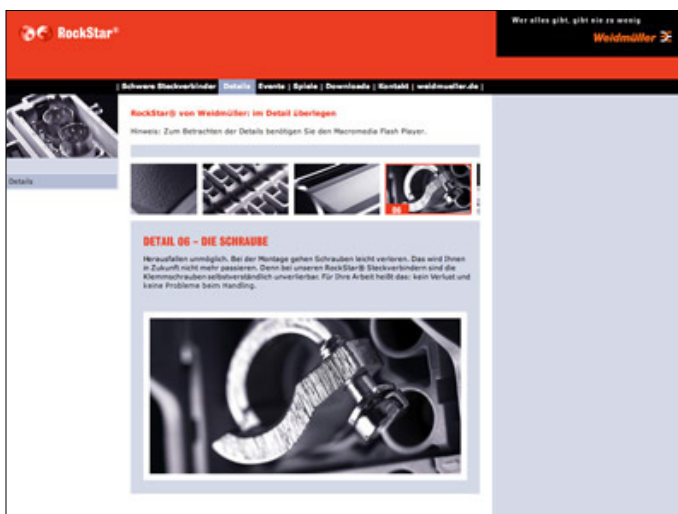 RockStar®
Wer alles gibt, gibt nie zu wenig
Weidmüller
| Schwere Steckverbinder Details Events | Spiele | Downloads | Kontakt | weidmueller.de |
RockStar® von Weidmüller: im Detail überlegen
Hinweis: Zum Betrachten der Details benötigen Sie den Macromedia Flash Player.
Details
06
DETAIL 06 – DIE SCHRAUBE
Herausfallen unmöglich. Bei der Montage gehen Schrauben leicht verloren. Das wird Ihnen
in Zukunft nicht mehr passieren. Denn bei unseren RockStar® Steckverbindern sind die
Klemmschrauben selbstverständlich unverlierbar. Für Ihre Arbeit heißt das: kein Verlust und
keine Probleme beim Handling.